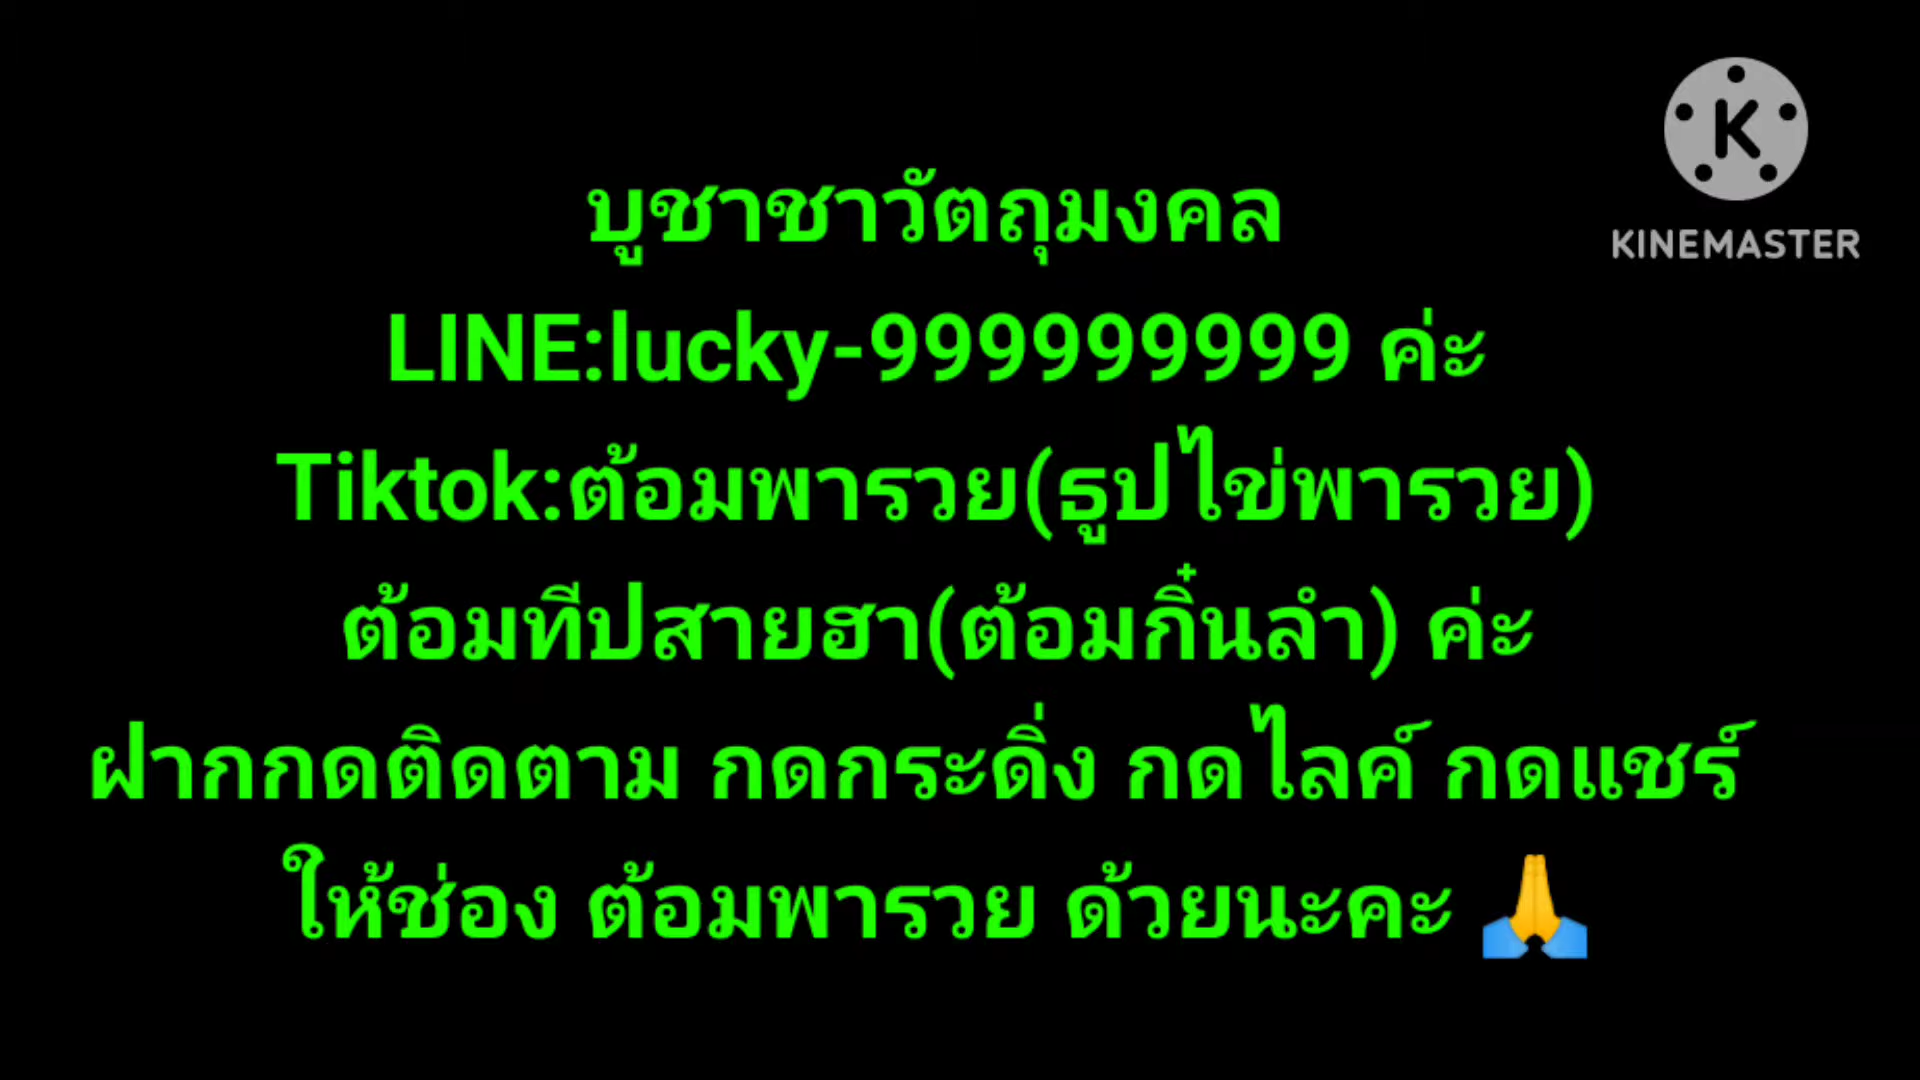 KINEMASTER
บูชาชาวัตถุมงคล
LINE:lucky-999999999 ค่ะ
Tiktok:ต้อมพารวย(ธูปไข่พารวย)
ต้อมทีปสายฮา(ต้อมกิ๋นลำ) ค่ะ
ฝากกดติดตาม กดกระดิ่ง กดไลค์ กดแชร์
ให้ช่อง ต้อมพารวย ด้วยนะคะ 🙏